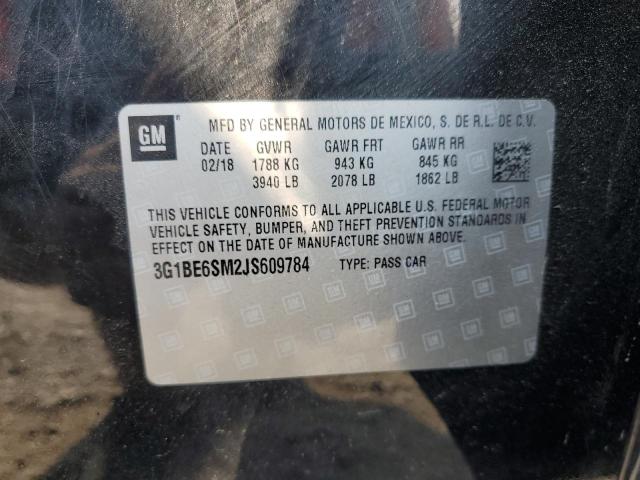 GM ® MFD BY GENERAL MOTORS DE MEXICO, S. DE R.L. DE C.V.
DATE GVWR GAWR FRT GAWR RR
02/18 1788 KG 943 KG 845 KG
3940 LB 2078 LB 1862 LB
THIS VEHICLE CONFORMS TO ALL APPLICABLE U.S. FEDERAL MOTOR
VEHICLE SAFETY, BUMPER, AND THEFT PREVENTION STANDARDS IN
EFFECT ON THE DATE OF MANUFACTURE SHOWN ABOVE.
3G1BE6SM2JS609784 TYPE: PASS CAR